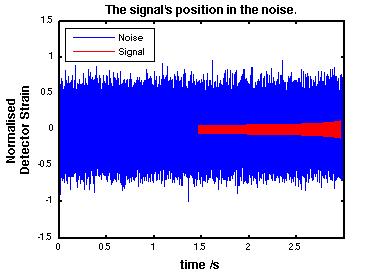 The signal's position in the noise.
Noise
Signal
Normalised
Detector Strain
1.5
1
0.5
0
-0.5
-1
-1.5
0
0.5
1
1.5
2
2.5
time /s